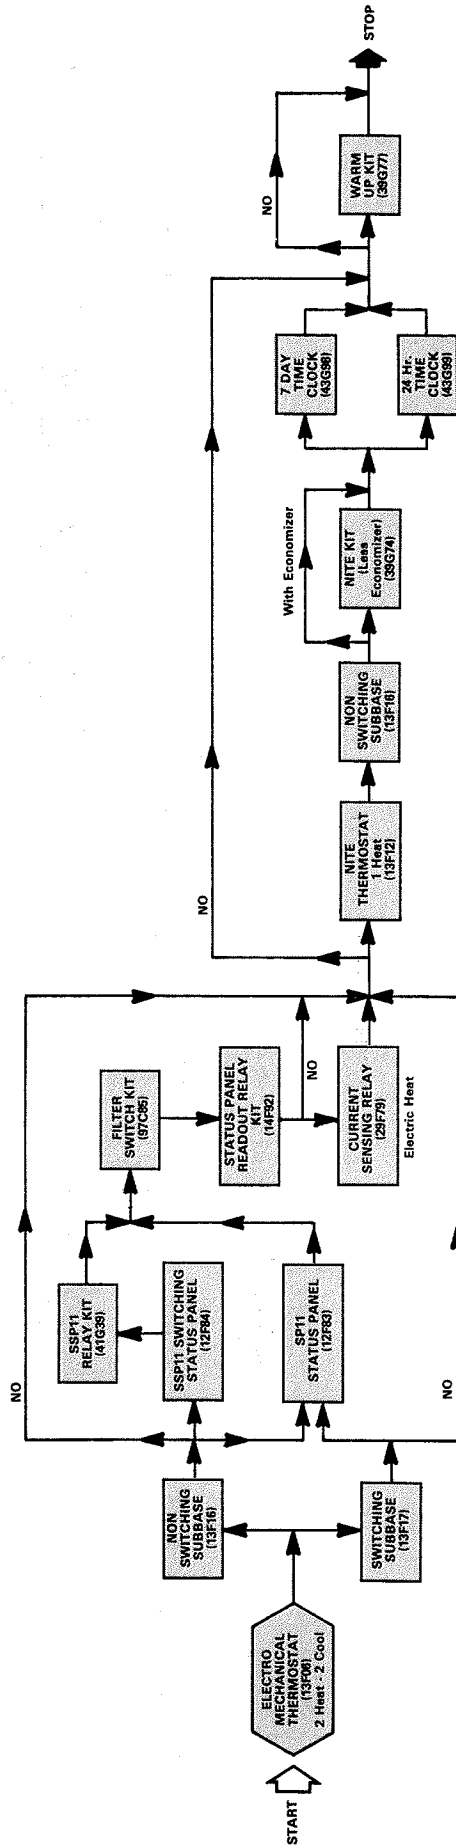 START
ELECTRO
MECHANICAL
THERMOSTAT
(13F06)
2 Heat - 2 Cool
NON
SWITCHING
SUBBASE
(13F16)
SWITCHING
SUBBASE
(13F17)
NO
SSP11
RELAY KIT
(41G39)
SSP11 SWITCHING
STATUS PANEL
(12F84)
SP11
STATUS PANEL
(12F83)
NO
FILTER
SWITCH KIT
(97C85)
STATUS PANEL
READOUT RELAY
KIT
(14F92)
NO
CURRENT
SENSING RELAY
(29F79)
Electric Heat
NO
NITE
THERMOSTAT
1 Heat
(13F12)
NON
SWITCHING
SUBBASE
(13F16)
With Economizer
NITE KIT
(Less
Economizer)
(39G74)
7 DAY
TIME
CLOCK
(43G98)
24 Hr.
TIME
CLOCK
(43G99)
NO
WARM
UP KIT
(39G77)
STOP